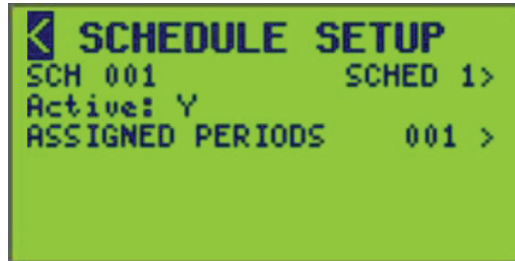 < SCHEDULE SETUP
SCH 001 SCHED 1>
Active: Y
ASSIGNED PERIODS 001 >